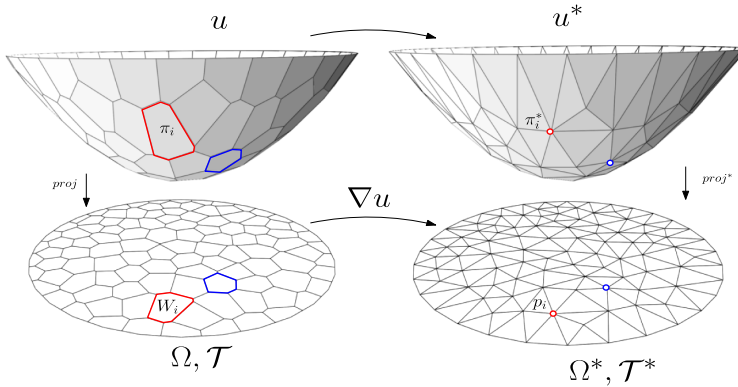 u
u*
π_i
π_i^*
proj
∇u
proj*
W_i
p_i
Ω, 𝒯
Ω*, 𝒯*